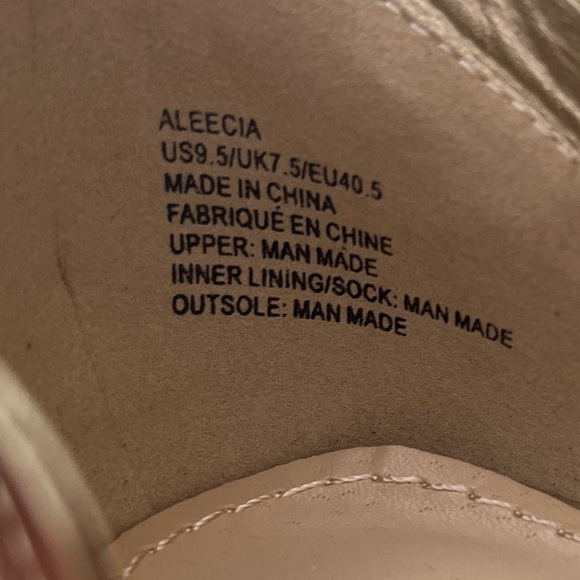 ALEECIA
US9.5/UK7.5/EU40.5
MADE IN CHINA
FABRIQUÉ EN CHINE
UPPER: MAN MADE
INNER LINING/SOCK: MAN MADE
OUTSOLE: MAN MADE